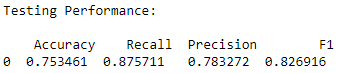 Testing Performance:
Accuracy Recall Precision F1
0 0.753461 0.875711 0.783272 0.826916